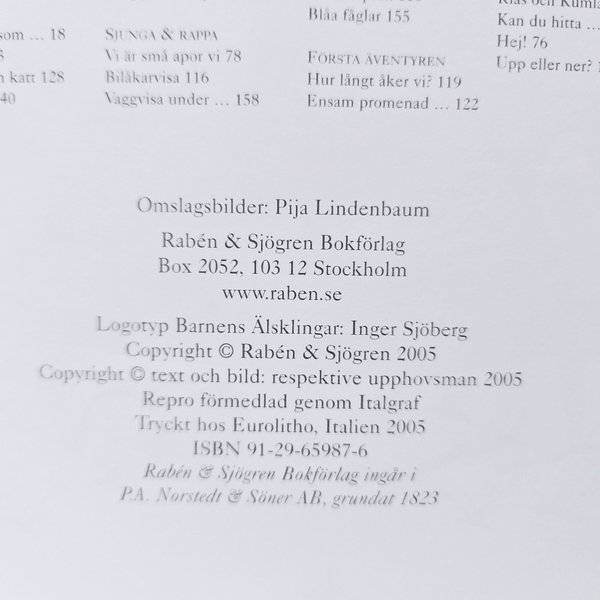 som ... 18
n katt 128
40
SJUNGA & RAPPA
Vi är små apor vi 78
Bilåkarvisa 116
Vaggvisa under ... 158
Blåa fåglar 155
FÖRSTA ÄVENTYREN
Hur långt åker vi? 119
Ensam promenad ... 122
Kan du hitta ...
Hej! 76
Upp eller ner?
Omslagsbilder: Pija Lindenbaum
Rabén & Sjögren Bokförlag
Box 2052, 103 12 Stockholm
www.raben.se
Logotyp Barnens Älsklingar: Inger Sjöberg
Copyright © Rabén & Sjögren 2005
Copyright © text och bild: respektive upphovsman 2005
Repro förmedlad genom Italgraf
Tryckt hos Eurolitho, Italien 2005
ISBN 91-29-65987-6
Rabén & Sjögren Bokförlag ingår i
P.A. Norstedt & Söner AB, grundat 1823